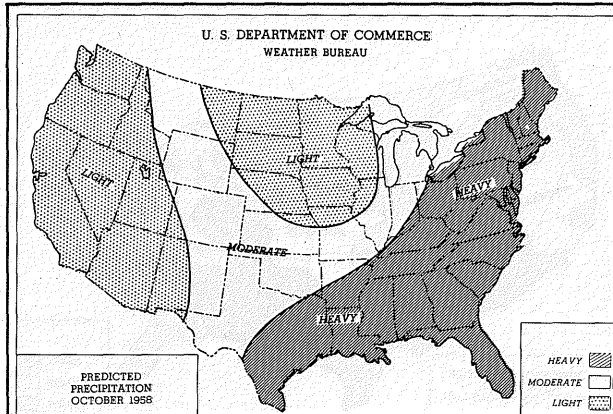 U. S. DEPARTMENT OF COMMERCE
WEATHER BUREAU
LIGHT
LIGHT
HEAVY
MODERATE
HEAVY
PREDICTED
PRECIPITATION
OCTOBER 1958
HEAVY
MODERATE
LIGHT